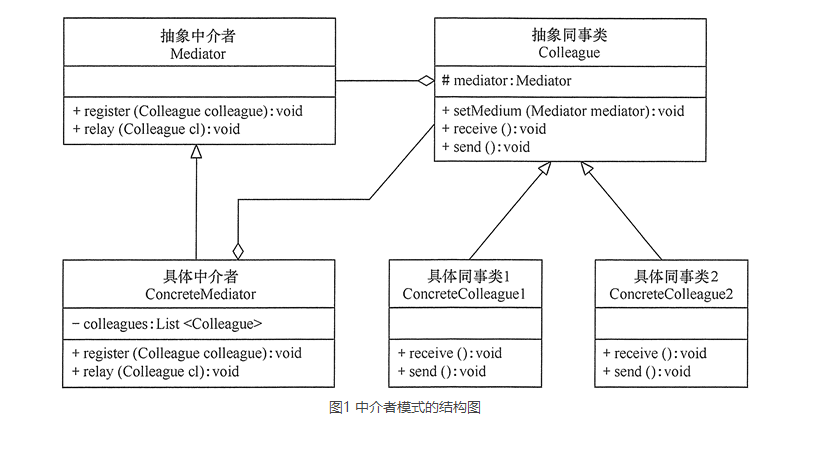 抽象中介者
Mediator
+ register (Colleague colleague): void
+ relay (Colleague cl): void
抽象同事类
Colleague
# mediator: Mediator
+ setMedium (Mediator mediator): void
+ receive (): void
+ send (): void
具体中介者
ConcreteMediator
− colleagues: List <Colleague>
+ register (Colleague colleague): void
+ relay (Colleague cl): void
具体同事类1
ConcreteColleague1
+ receive (): void
+ send (): void
具体同事类2
ConcreteColleague2
+ receive (): void
+ send (): void
图1 中介者模式的结构图